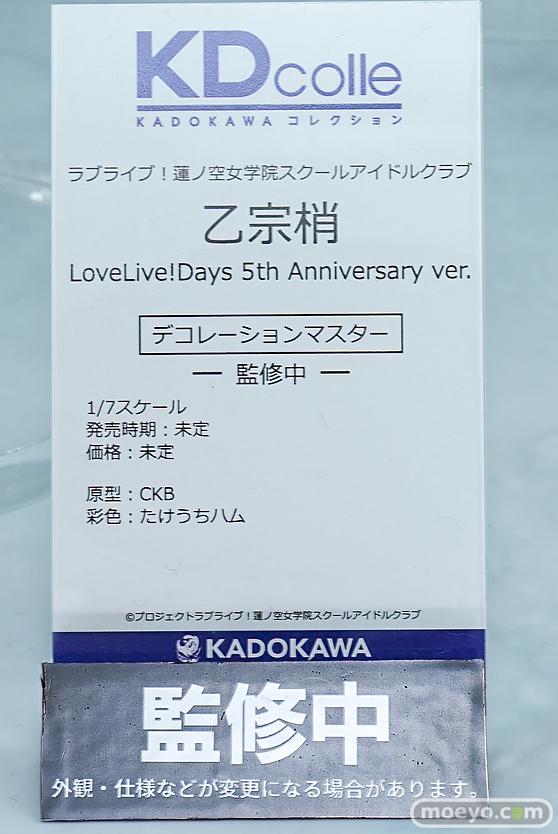 KDcolle
KADOKAWA コレクション
ラブライブ！蓮ノ空女学院スクールアイドルクラブ
乙宗梢
LoveLive!Days 5th Anniversary ver.
デコレーションマスター
― 監修中 ―
1/7スケール
発売時期：未定
価格：未定
原型：CKB
彩色：たけうちハム
©プロジェクトラブライブ！蓮ノ空女学院スクールアイドルクラブ
KADOKAWA
監修中
外観・仕様などが変更になる場合があります。
moeyo.com